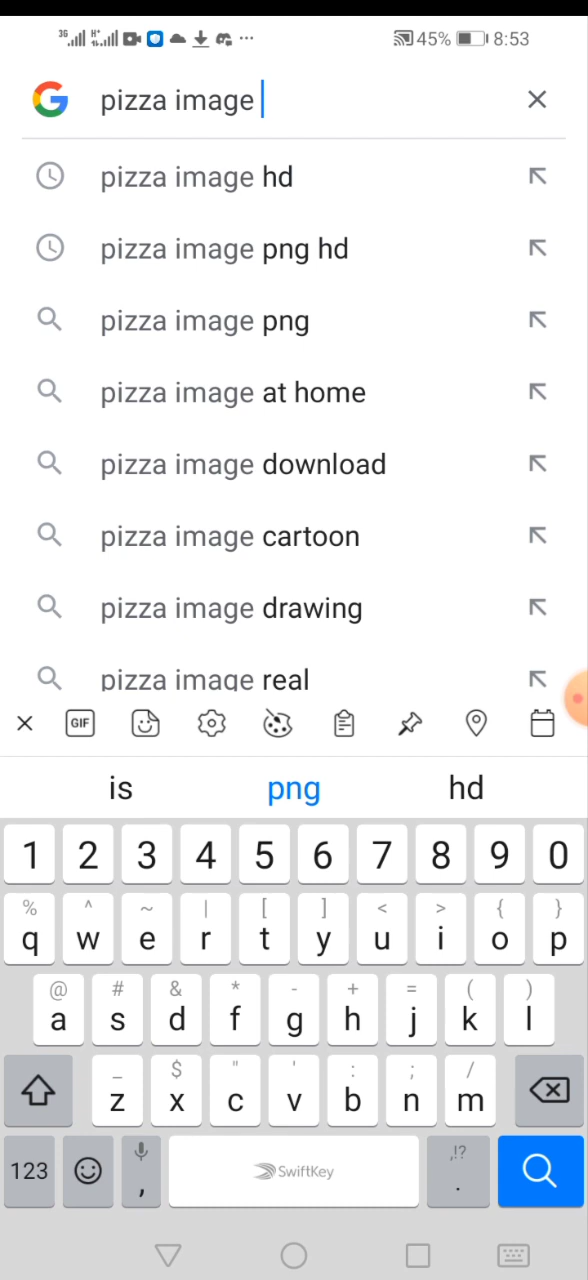 3G H+ 45% 8:53
pizza image
pizza image hd
pizza image png hd
pizza image png
pizza image at home
pizza image download
pizza image cartoon
pizza image drawing
pizza image real
GIF
is png hd
1 2 3 4 5 6 7 8 9 0
% ^ ~ | [ ] < > { }
q w e r t y u i o p
@ # & * - + = ( )
a s d f g h j k l
_ $ " ' : ; /
z x c v b n m
123 , SwiftKey ,!? .